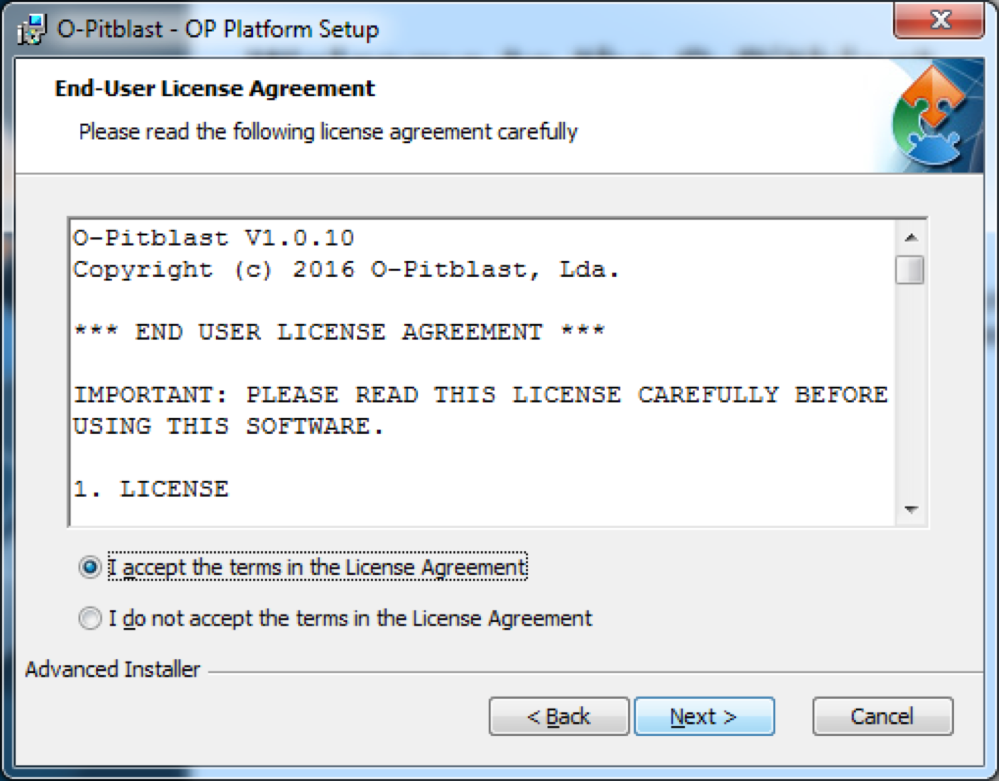 O-Pitblast - OP Platform Setup
End-User License Agreement
Please read the following license agreement carefully
O-Pitblast V1.0.10
Copyright (c) 2016 O-Pitblast, Lda.
*** END USER LICENSE AGREEMENT ***
IMPORTANT: PLEASE READ THIS LICENSE CAREFULLY BEFORE
USING THIS SOFTWARE.
1. LICENSE
I accept the terms in the License Agreement
I do not accept the terms in the License Agreement
Advanced Installer
< Back
Next >
Cancel